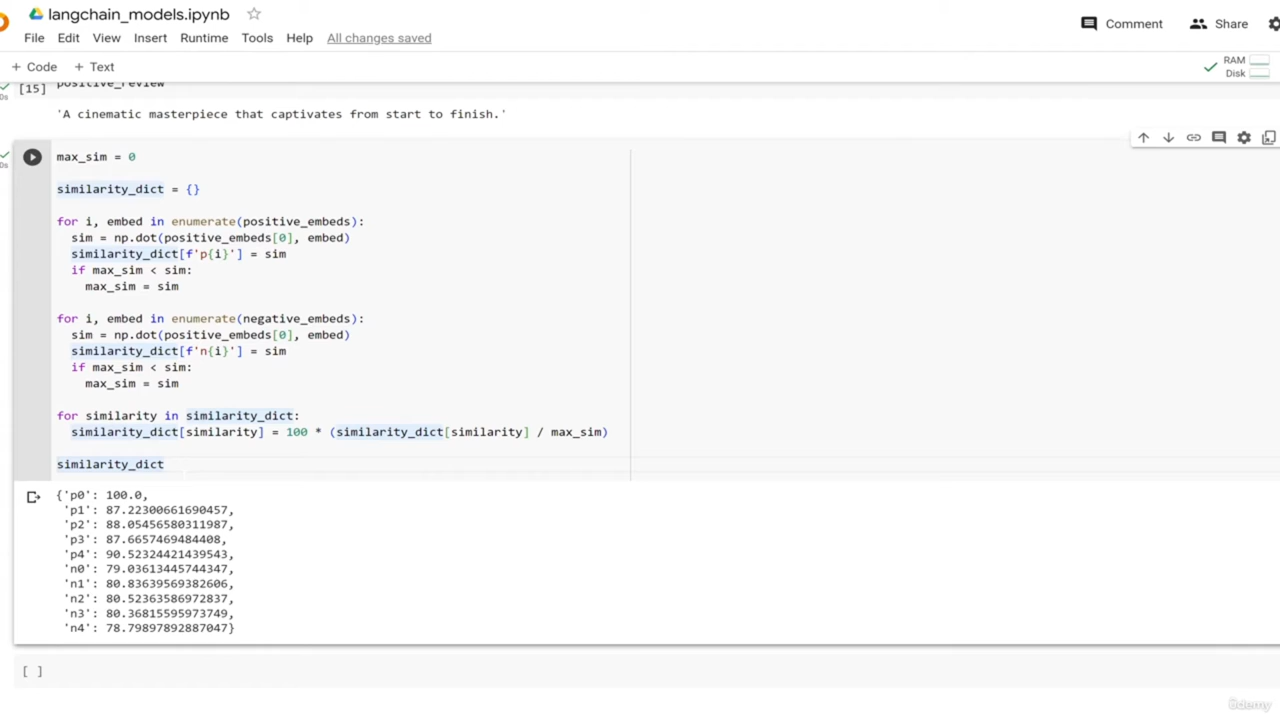 langchain_models.ipynb
Comment
Share
File Edit View Insert Runtime Tools Help All changes saved
+ Code + Text
RAM
Disk
[15] positive_review
0s
'A cinematic masterpiece that captivates from start to finish.'
0s
max_sim = 0
similarity_dict = {}
for i, embed in enumerate(positive_embeds):
  sim = np.dot(positive_embeds[0], embed)
  similarity_dict[f'p{i}'] = sim
  if max_sim < sim:
    max_sim = sim
for i, embed in enumerate(negative_embeds):
  sim = np.dot(positive_embeds[0], embed)
  similarity_dict[f'n{i}'] = sim
  if max_sim < sim:
    max_sim = sim
for similarity in similarity_dict:
  similarity_dict[similarity] = 100 * (similarity_dict[similarity] / max_sim)
similarity_dict
{'p0': 100.0,
 'p1': 87.22300661690457,
 'p2': 88.05456580311987,
 'p3': 87.6657469484408,
 'p4': 90.52324421439543,
 'n0': 79.03613445744347,
 'n1': 80.83639569382606,
 'n2': 80.52363586972837,
 'n3': 80.36815595973749,
 'n4': 78.79897892887047}
[ ]
ûdemy